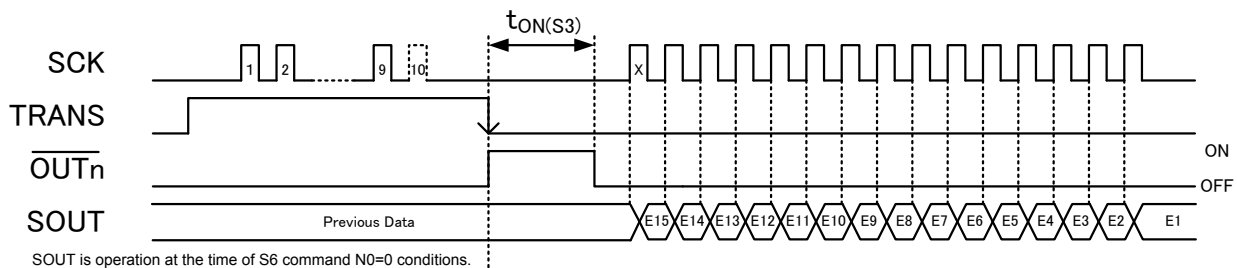 tON(S3)
SCK 1 2 9 10 X
TRANS
OUTn ON
OFF
SOUT Previous Data E15 E14 E13 E12 E11 E10 E9 E8 E7 E6 E5 E4 E3 E2 E1
SOUT is operation at the time of S6 command N0=0 conditions.